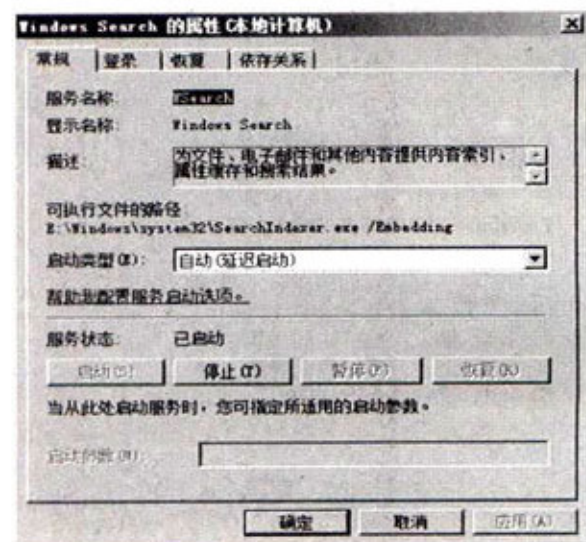 Windows Search 的属性(本地计算机)
常规 登录 恢复 依存关系
服务名称: WSearch
显示名称: Windows Search
描述: 为文件、电子邮件和其他内容提供内容索引、
属性缓存和搜索结果。
可执行文件的路径:
E:\Windows\system32\SearchIndexer.exe /Embedding
启动类型(E): 自动(延迟启动)
帮助我配置服务启动选项。
服务状态: 已启动
启动(S) 停止(T) 暂停(P) 恢复(R)
当从此处启动服务时,您可指定所适用的启动参数。
启动参数(M):
确定 取消 应用(A)